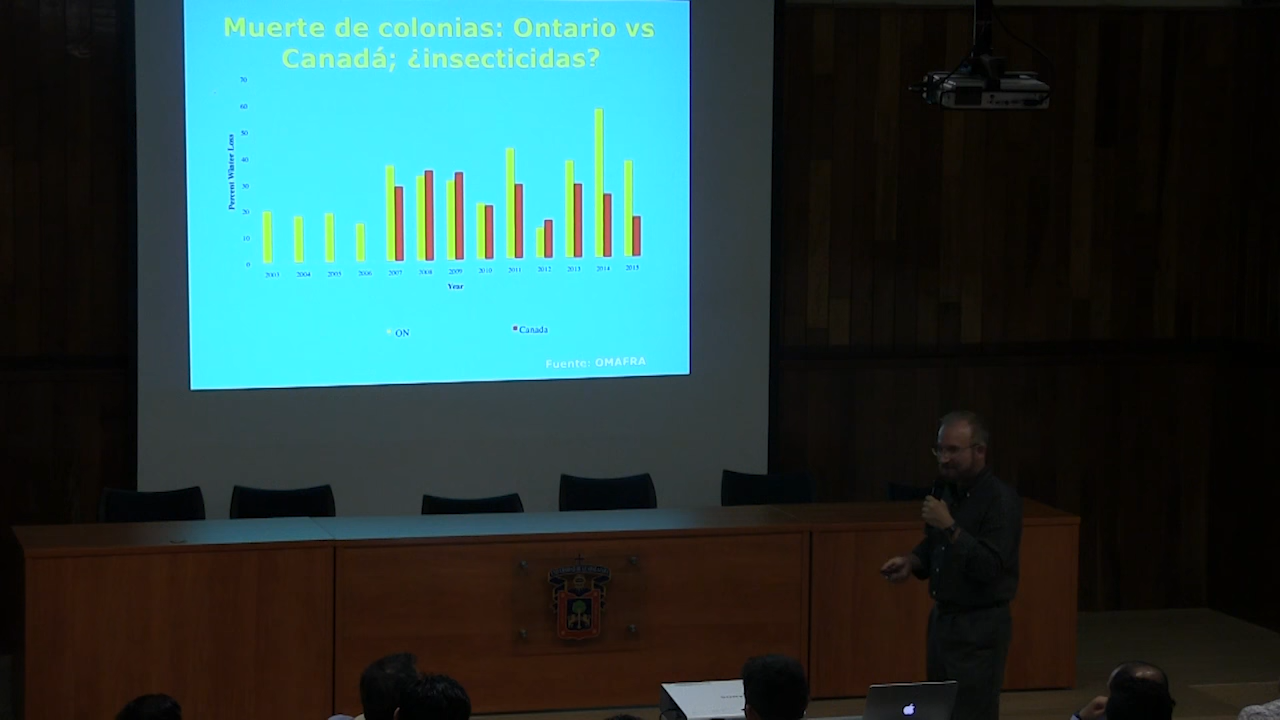 Muerte de colonias: Ontario vs
Canadá; ¿insecticidas?
70
60
50
40
30
20
10
0
Percent Winter Loss
2003 2004 2005 2006 2007 2008 2009 2010 2011 2012 2013 2014 2015
Year
ON Canada
Fuente: OMAFRA